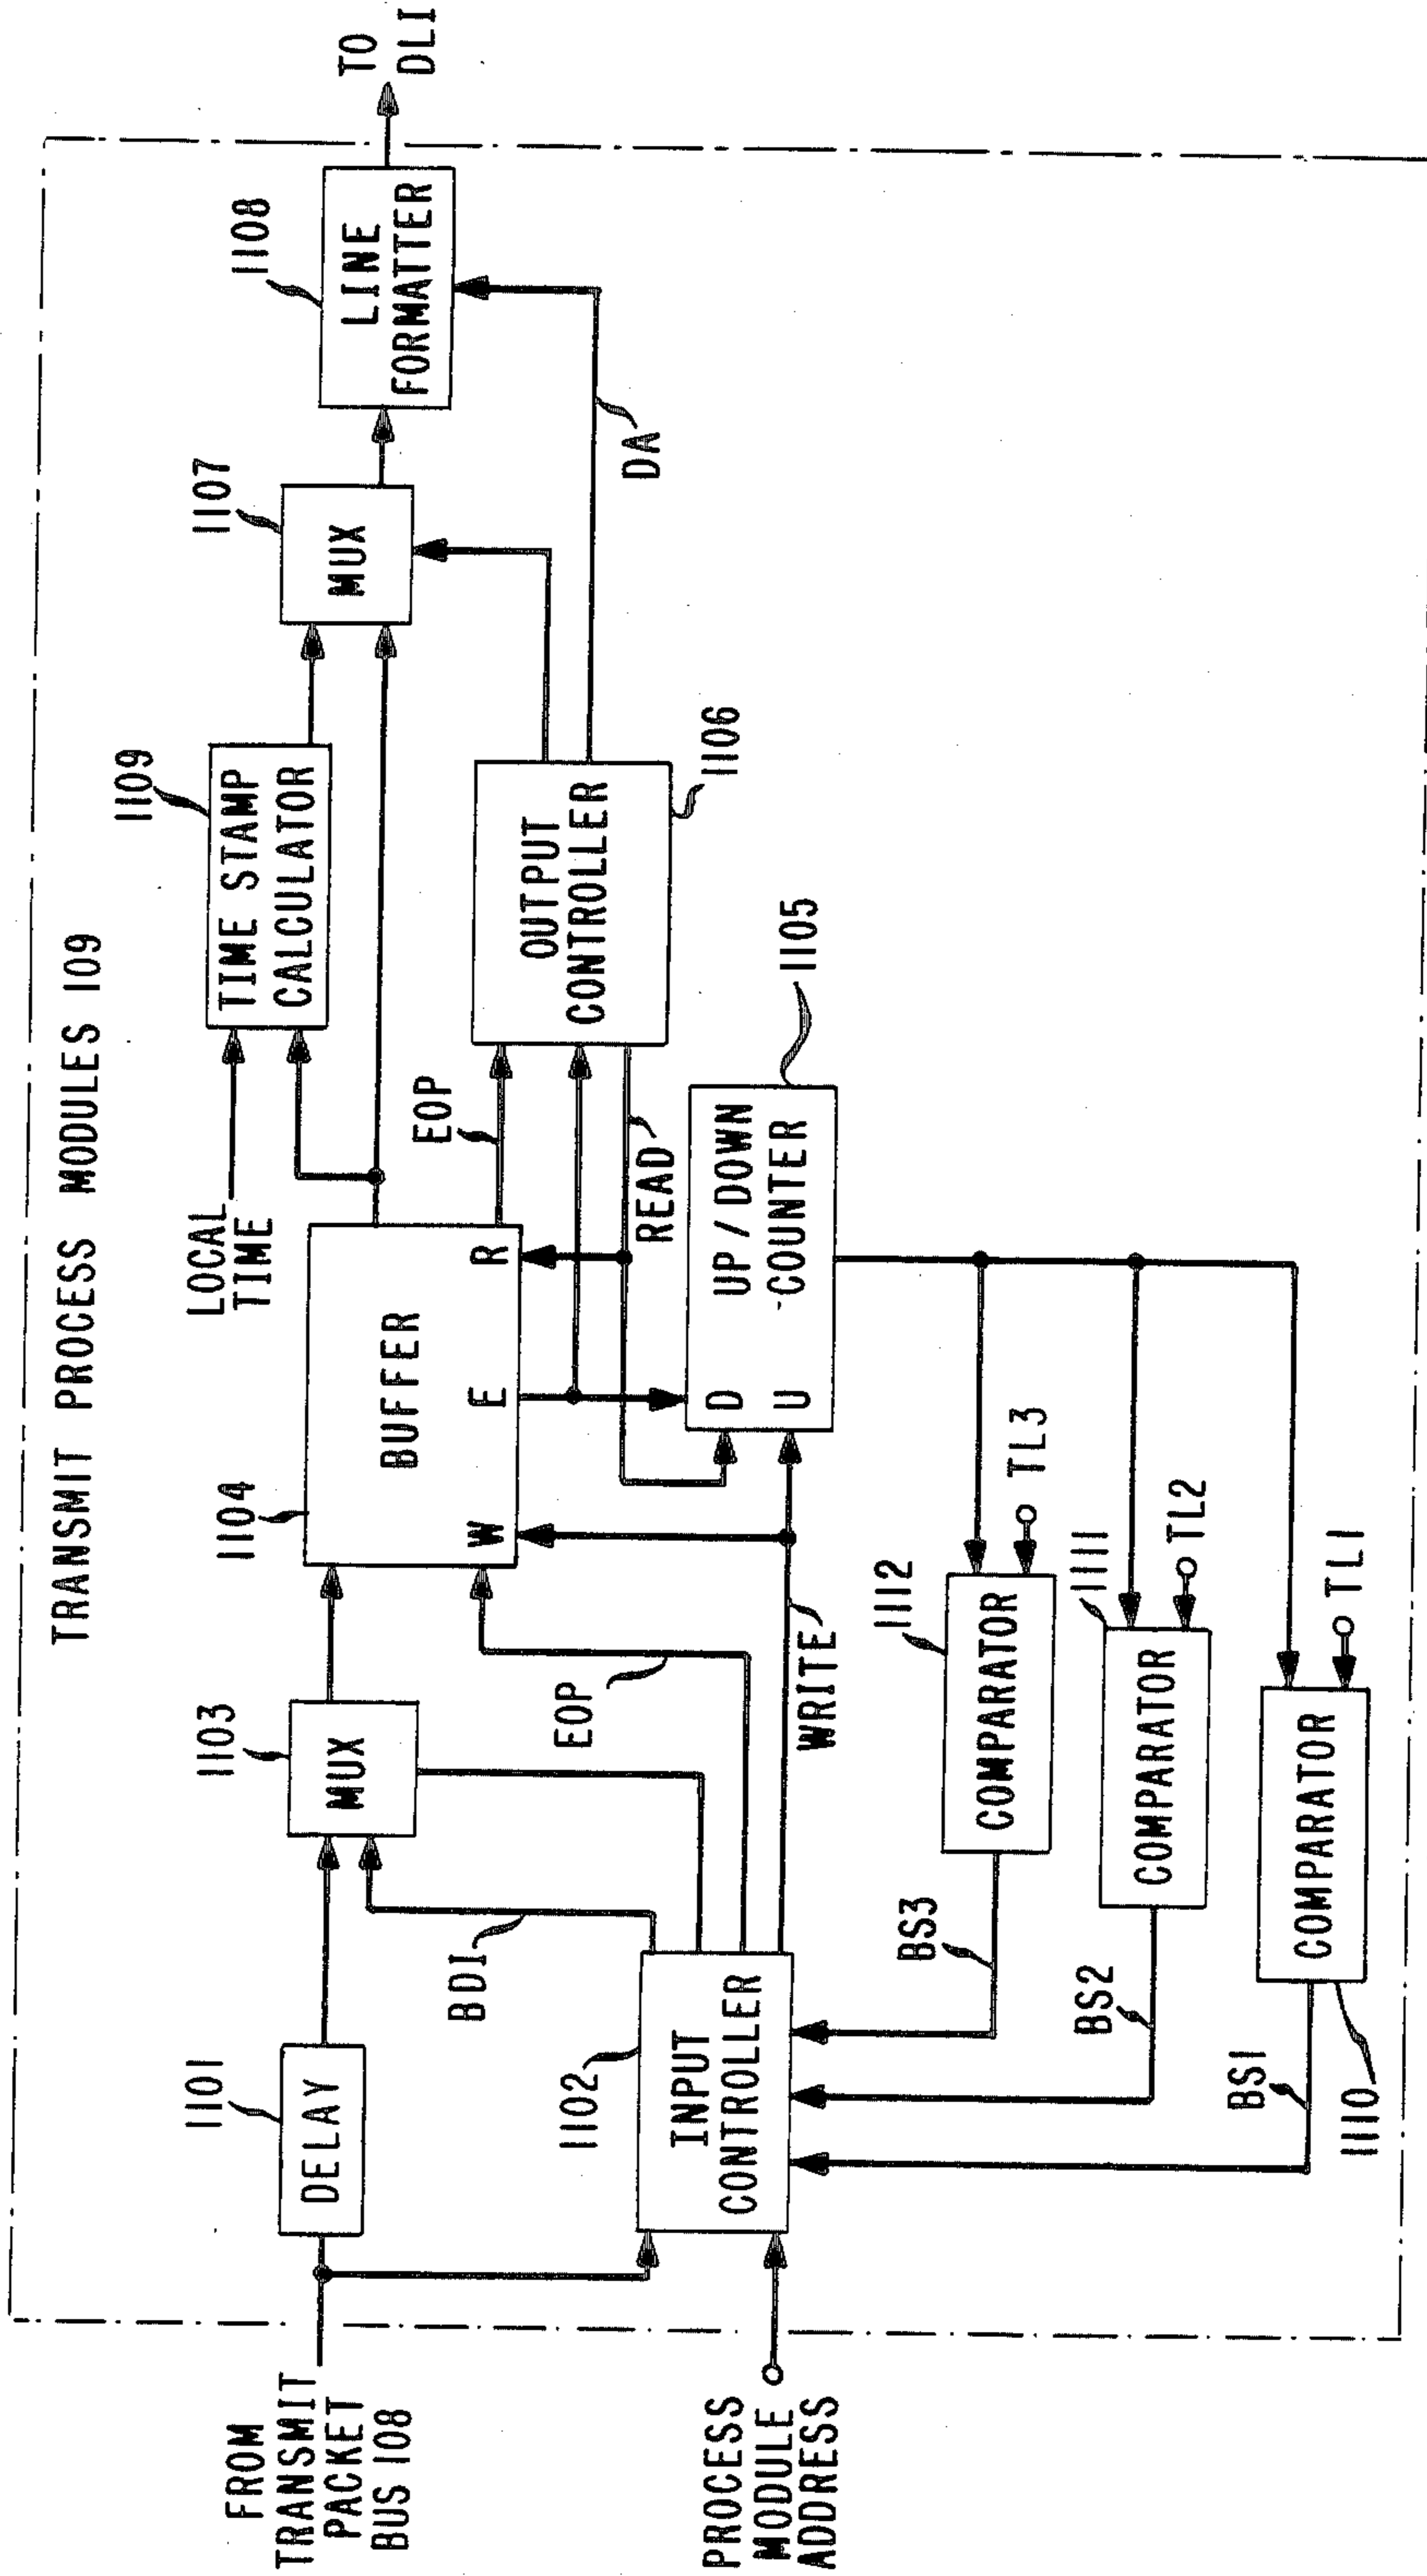 TRANSMIT PROCESS MODULES 109
FROM
TRANSMIT
PACKET
BUS 108
1101
DELAY
1103
MUX
1104
BUFFER
W
E
R
LOCAL
TIME
1109
TIME STAMP
CALCULATOR
1107
MUX
1108
LINE
FORMATTER
TO
DLI
BDI
EOP
EOP
READ
OUTPUT
CONTROLLER
1106
DA
PROCESS
MODULE
ADDRESS
1102
INPUT
CONTROLLER
WRITE
D
U
UP / DOWN
COUNTER
1105
BS3
1112
COMPARATOR
TL3
BS2
1111
COMPARATOR
TL2
BS1
1110
COMPARATOR
TL1